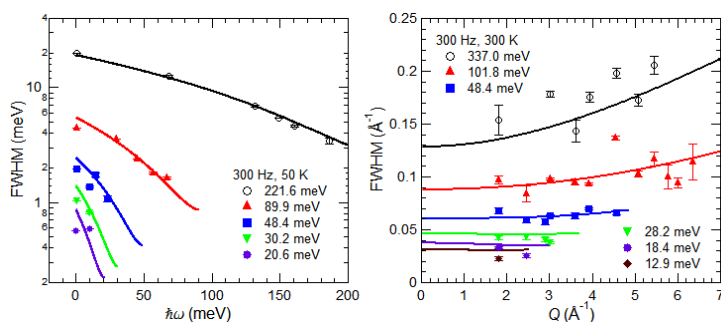 2
10
8
6
4
2
1
8
6
4
2
FWHM (meV)
300 Hz, 50 K
221.6 meV
89.9 meV
48.4 meV
30.2 meV
20.6 meV
0
50
100
150
200
ħω (meV)
0.25
0.2
0.15
0.1
0.05
0
FWHM (Å⁻¹)
300 Hz, 300 K
337.0 meV
101.8 meV
48.4 meV
28.2 meV
18.4 meV
12.9 meV
0
1
2
3
4
5
6
7
Q (Å⁻¹)